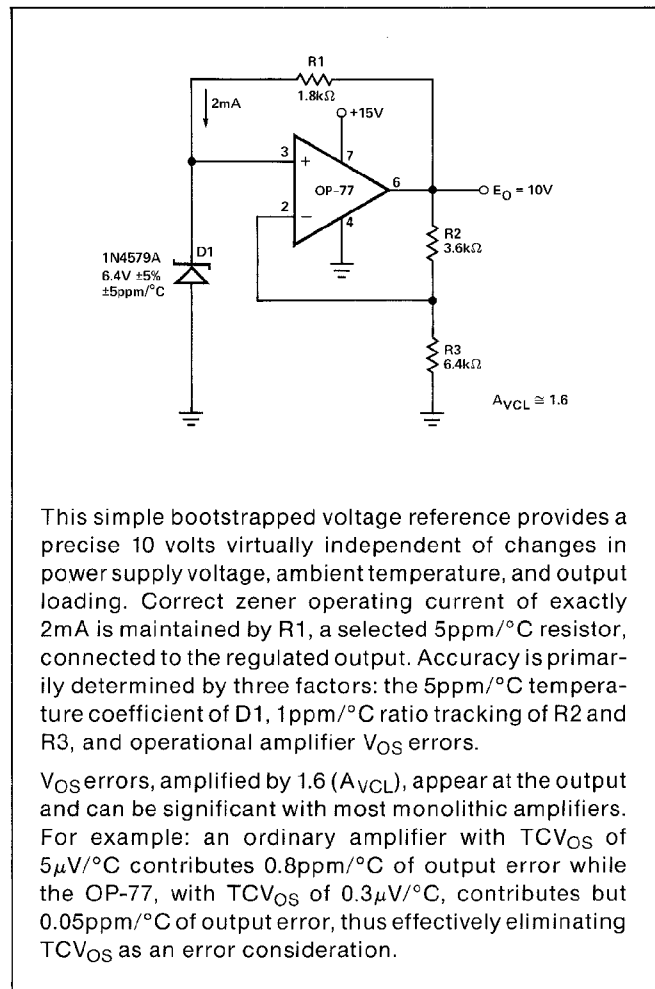 R1
1.8kΩ
2mA
+15V
3
7
+
OP-77
6
E_O = 10V
2
−
4
R2
3.6kΩ
1N4579A
D1
6.4V ±5%
±5ppm/°C
R3
6.4kΩ
A_VCL ≅ 1.6
This simple bootstrapped voltage reference provides a
precise 10 volts virtually independent of changes in
power supply voltage, ambient temperature, and output
loading. Correct zener operating current of exactly
2mA is maintained by R1, a selected 5ppm/°C resistor,
connected to the regulated output. Accuracy is primar-
ily determined by three factors: the 5ppm/°C tempera-
ture coefficient of D1, 1ppm/°C ratio tracking of R2 and
R3, and operational amplifier V_OS errors.
V_OS errors, amplified by 1.6 (A_VCL), appear at the output
and can be significant with most monolithic amplifiers.
For example: an ordinary amplifier with TCV_OS of
5μV/°C contributes 0.8ppm/°C of output error while
the OP-77, with TCV_OS of 0.3μV/°C, contributes but
0.05ppm/°C of output error, thus effectively eliminating
TCV_OS as an error consideration.